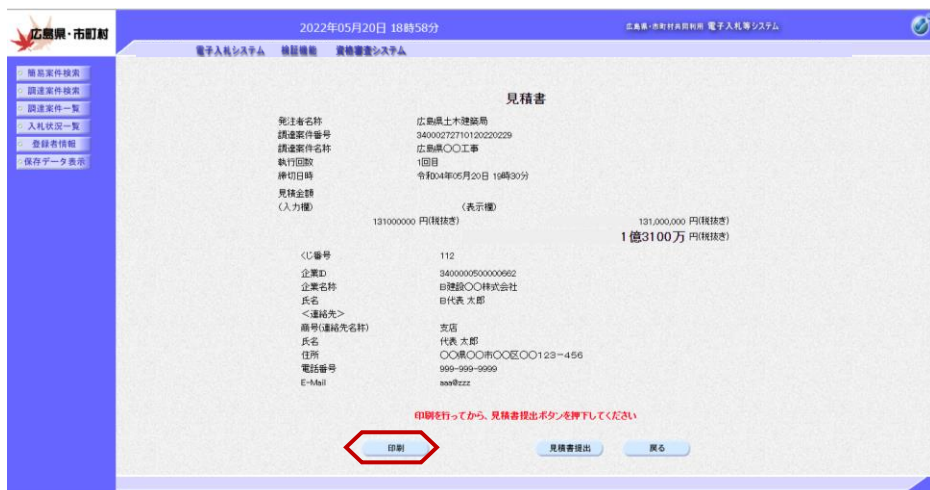 広島県・市町村
2022年05月20日 18時58分
広島県・市町村共同利用 電子入札等システム
電子入札システム 検証機能 資格審査システム
簡易案件検索
調達案件検索
調達案件一覧
入札状況一覧
登録者情報
保存データ表示
見積書
発注者名称 広島県土木建築局
調達案件番号 34000272710120220229
調達案件名称 広島県〇〇工事
執行回数 1回目
締切日時 令和04年05月20日 19時30分
見積金額
(入力欄) (表示欄)
131000000 円(税抜き) 131,000,000 円(税抜き)
1億3100万 円(税抜き)
くじ番号 112
企業ID 3400000500000662
企業名称 B建設〇〇株式会社
氏名 B代表 太郎
<連絡先>
商号(連絡先名称) 支店
氏名 代表 太郎
住所 〇〇県〇〇市〇〇区〇〇123-456
電話番号 999-999-9999
E-Mail aaa@zzz
印刷を行ってから、見積書提出ボタンを押下してください
印刷 見積書提出 戻る